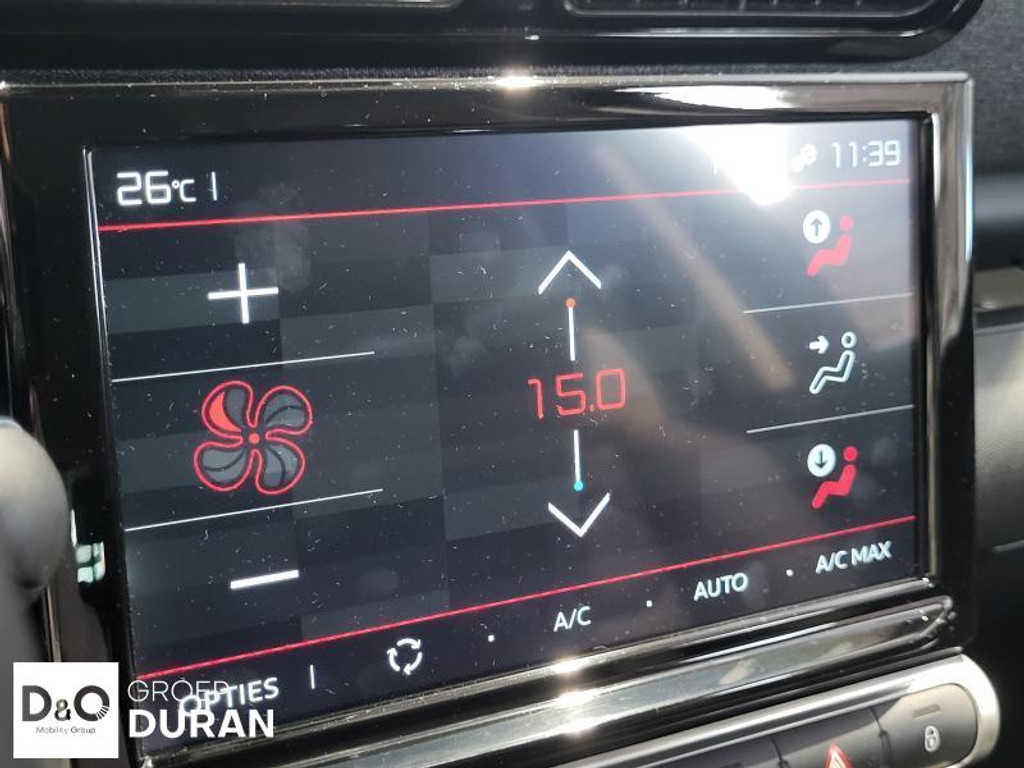 26°C
11:39
15.0
A/C MAX
AUTO
A/C
OPTIES
D&O
Mobility Group
GROEP
DURAN